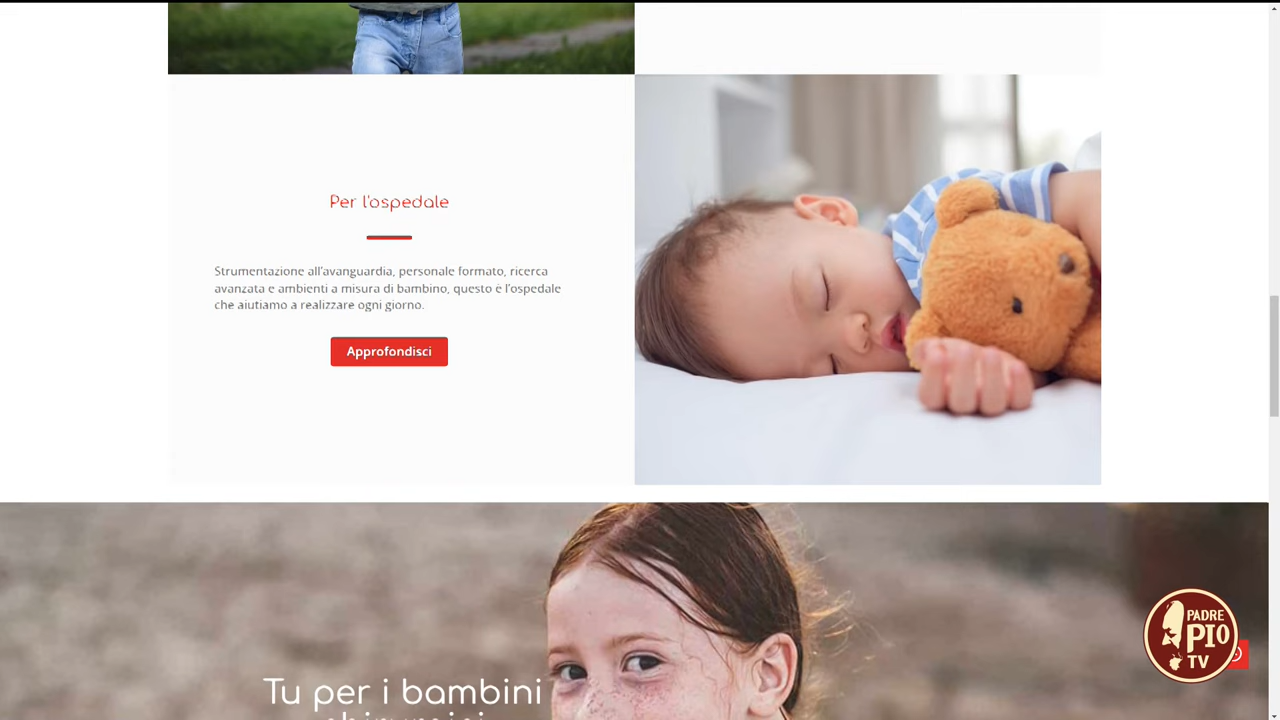 Per l'ospedale
Strumentazione all'avanguardia, personale formato, ricerca
avanzata e ambienti a misura di bambino, questo è l'ospedale
che aiutiamo a realizzare ogni giorno.
Approfondisci
Tu per i bambini
PADRE
PIO
TV